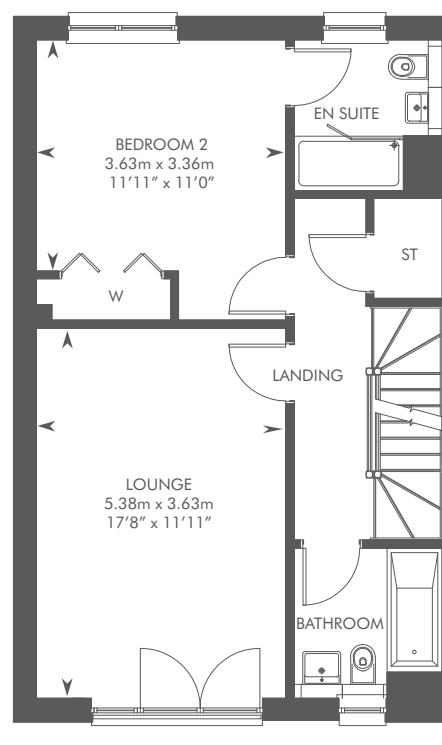 EN SUITE
BEDROOM 2
3.63m x 3.36m
11'11" x 11'0"
ST
W
LANDING
LOUNGE
5.38m x 3.63m
17'8" x 11'11"
BATHROOM